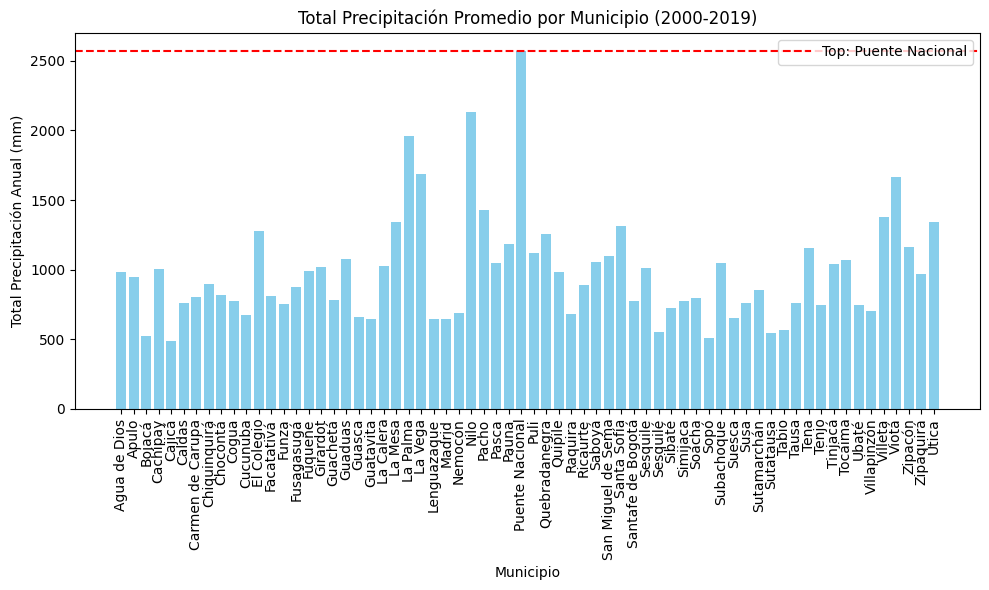 Total Precipitación Promedio por Municipio (2000-2019)
Top: Puente Nacional
Total Precipitación Anual (mm)
2500
2000
1500
1000
500
0
Agua de Dios
Apulo
Bojacá
Cachipay
Cajicá
Caldas
Carmen de Carupa
Chiquinquirá
Chocontá
Cogua
Cucunuba
El Colegio
Facatativá
Funza
Fusagasugá
Fúquene
Girardot
Guachetá
Guaduas
Guasca
Guatavita
La Calera
La Mesa
La Palma
La Vega
Lenguazaque
Madrid
Nemocón
Nilo
Pacho
Pasca
Pauna
Puente Nacional
Pulí
Quebradanegra
Quipile
Raquira
Ricaurte
Saboyá
San Miguel de Sema
Santa Sofía
Santafe de Bogotá
Sesquile
Sesquilé
Sibaté
Simijaca
Soacha
Sopó
Subachoque
Suesca
Susa
Sutamarchan
Sutatausa
Tabio
Tausa
Tena
Tenjo
Tinjacá
Tocaima
Ubaté
Villapinzon
Villeta
Viotá
Zipacón
Zipaquirá
Útica
Municipio